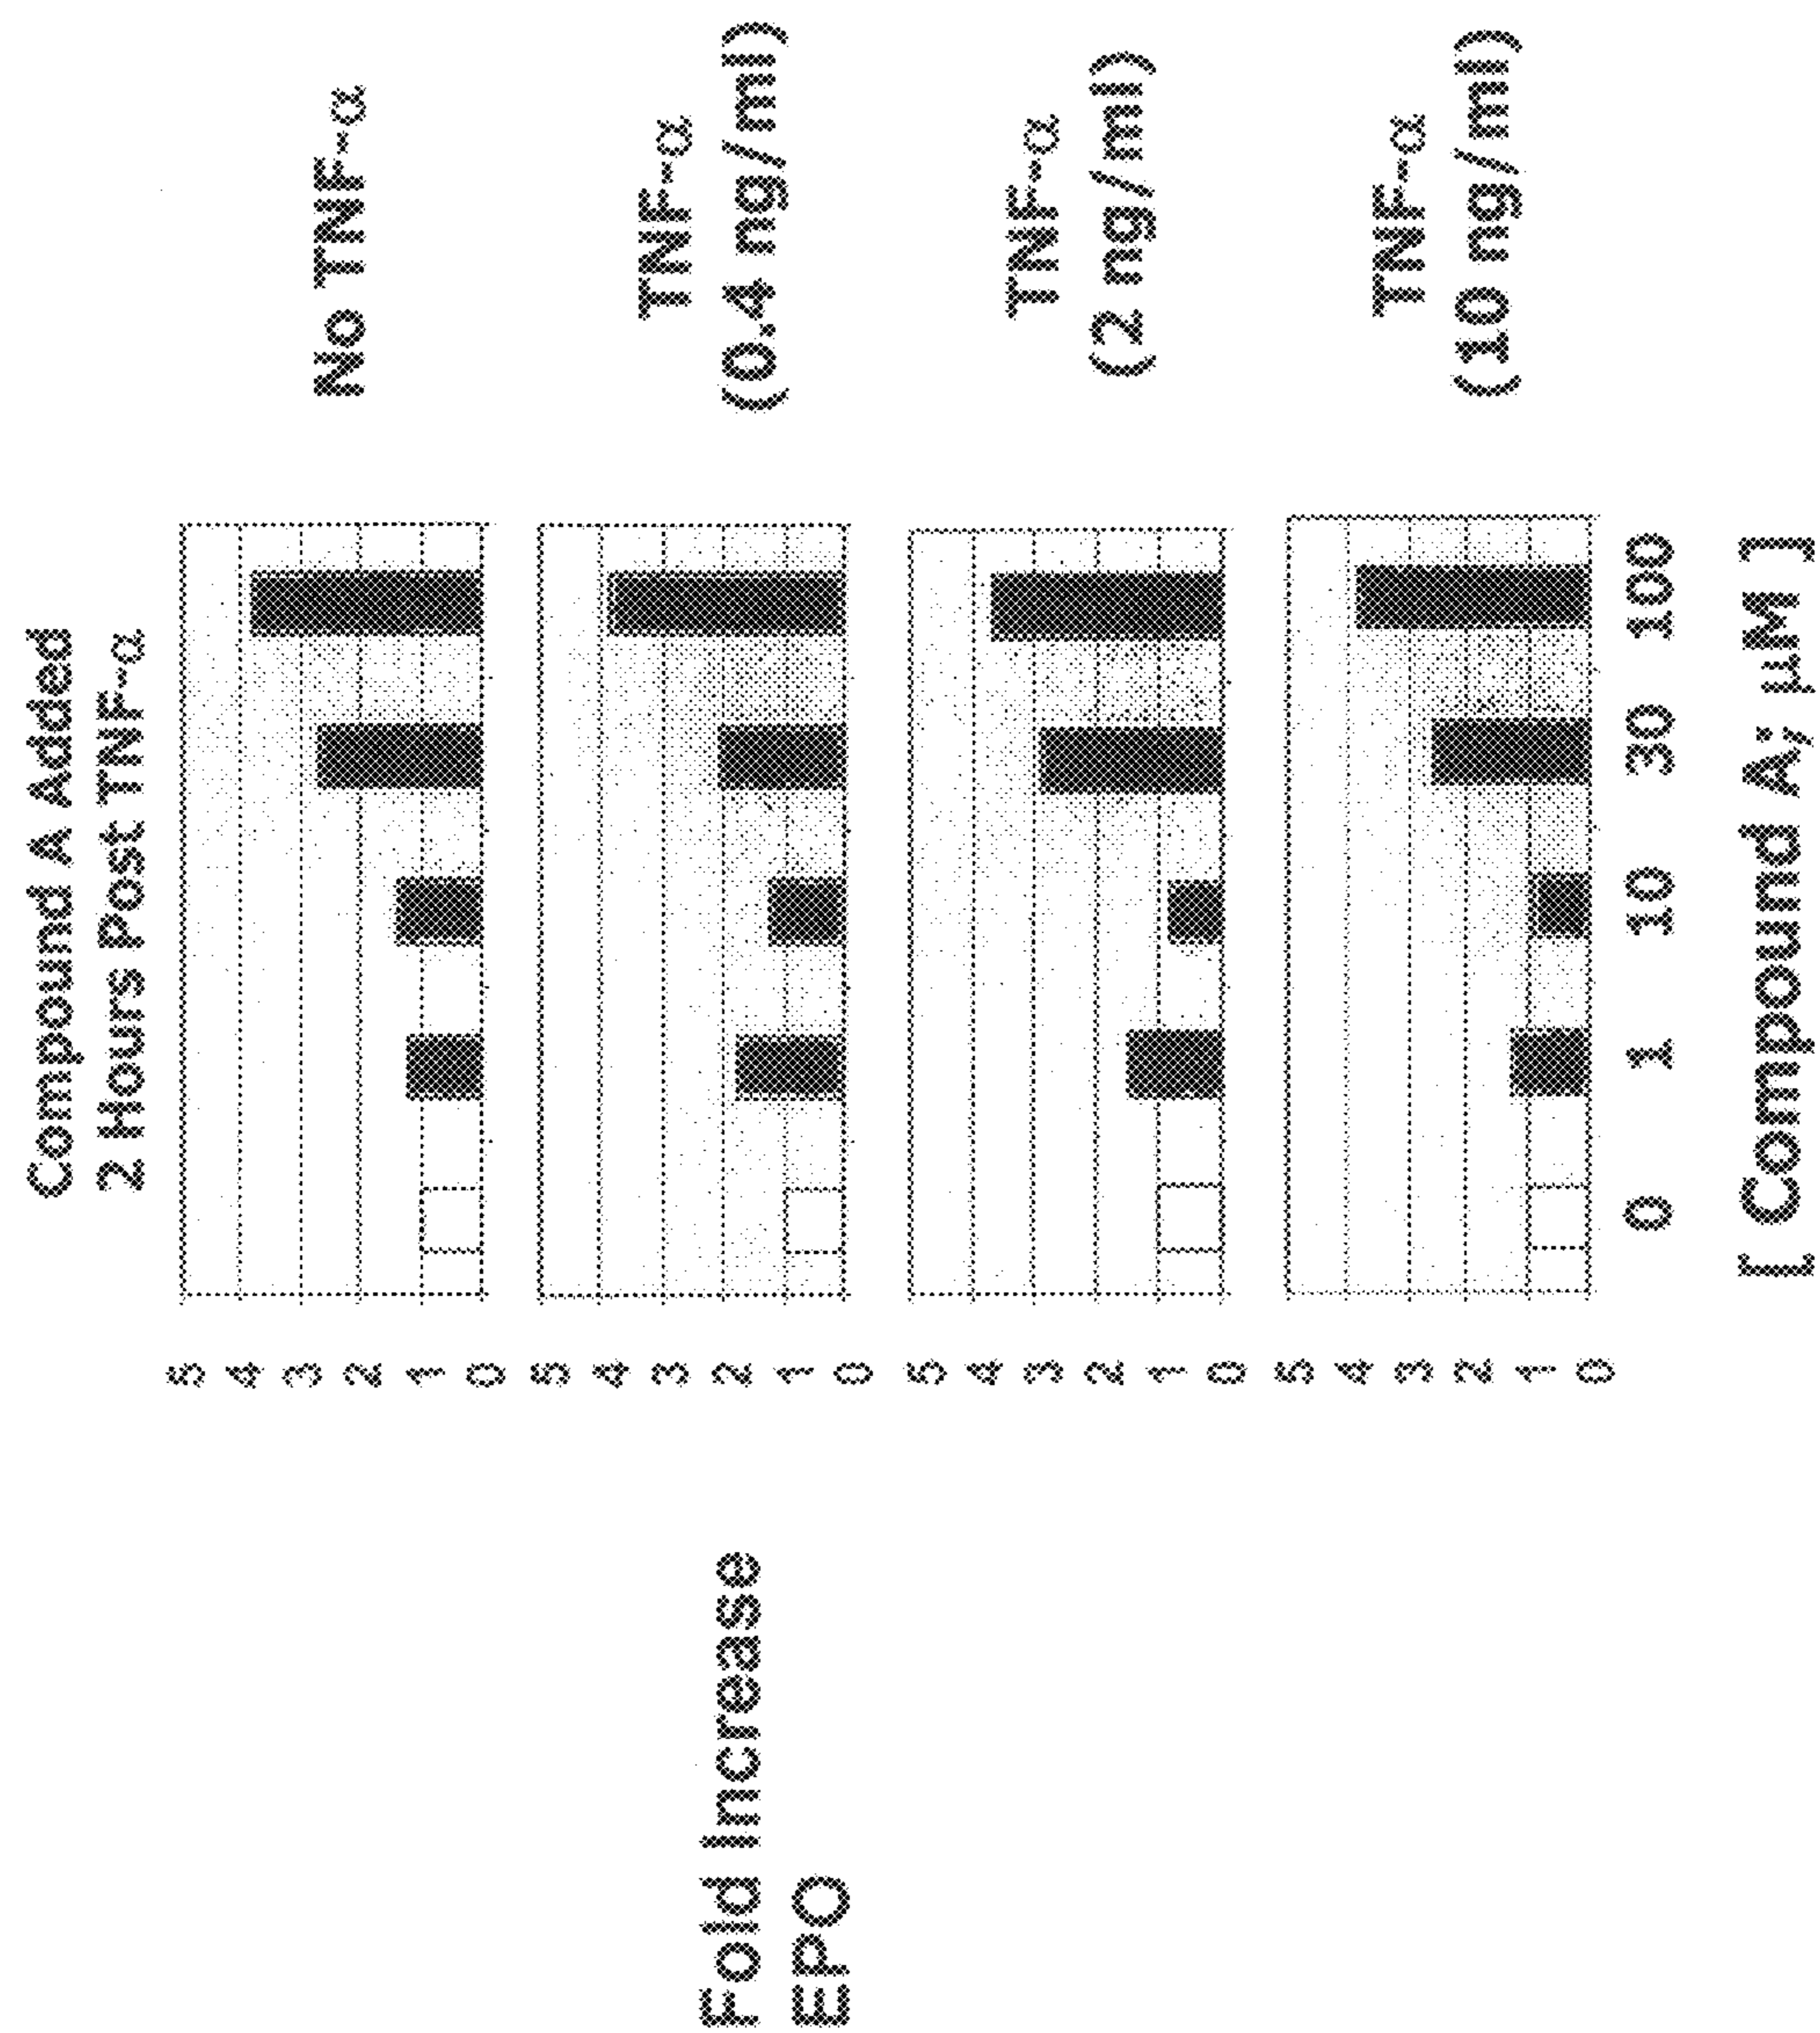 Compound A Added
2 Hours Post TNF-α
5
4
3
2
1
0
No TNF-α
Fold Increase
EPO
5
4
3
2
1
0
TNF-α
(0.4 ng/ml)
5
4
3
2
1
0
TNF-α
(2 ng/ml)
5
4
3
2
1
0
TNF-α
(10 ng/ml)
0 1 10 30 100
[ Compound A; µM ]